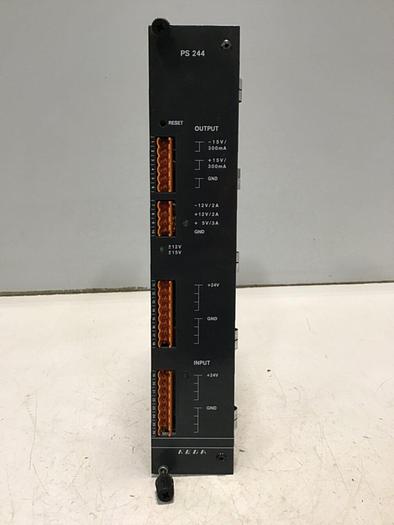 PS 244
RESET
OUTPUT
-15V/
300mA
+15V/
300mA
GND
-12V/2A
+12V/2A
+ 5V/3A
GND
±12V
±15V
+24V
GND
INPUT
+24V
GND